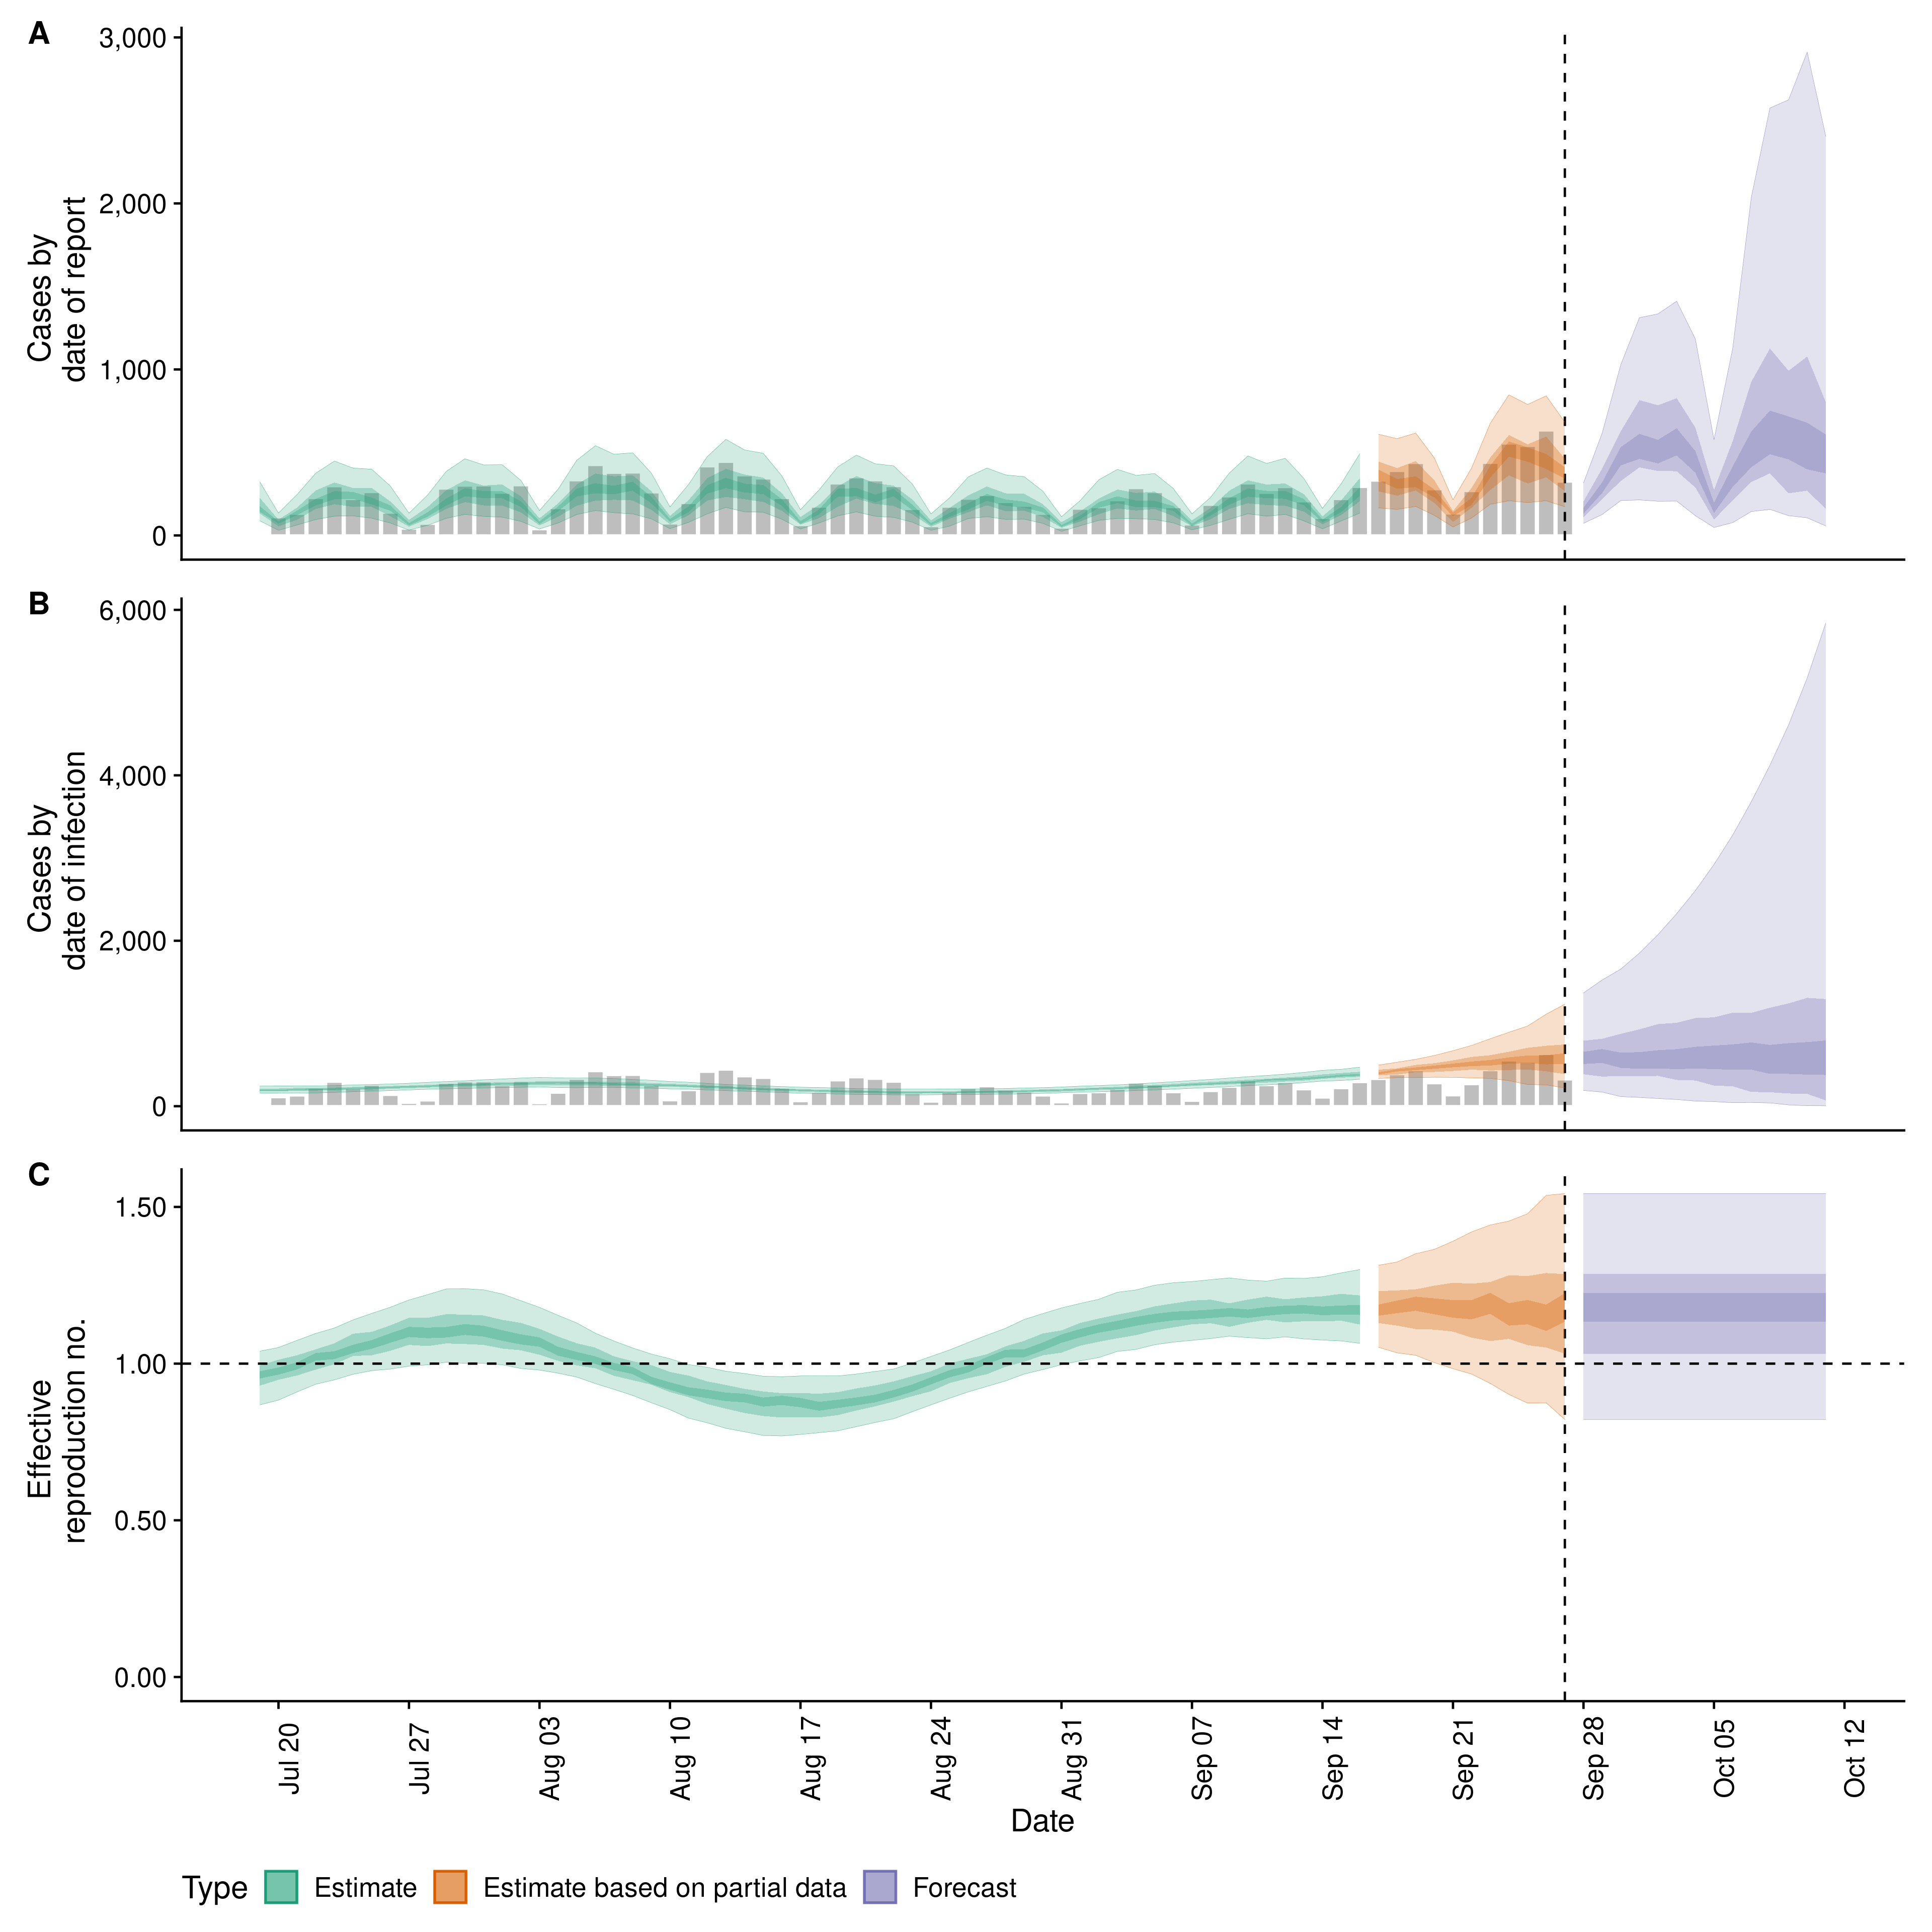 A
3,000
2,000
1,000
0
Cases by
date of report
B
6,000
4,000
2,000
0
Cases by
date of infection
C
1.50
1.00
0.50
0.00
Effective
reproduction no.
Jul 20
Jul 27
Aug 03
Aug 10
Aug 17
Aug 24
Aug 31
Sep 07
Sep 14
Sep 21
Sep 28
Oct 05
Oct 12
Date
Type Estimate Estimate based on partial data Forecast